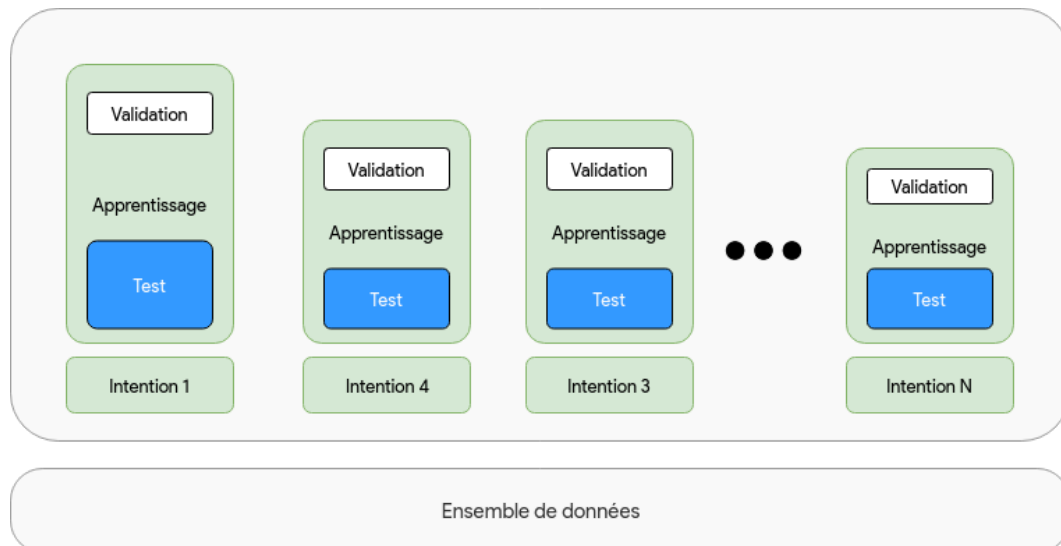 Validation
Apprentissage
Test
Intention 1
Validation
Apprentissage
Test
Intention 4
Validation
Apprentissage
Test
Intention 3
Validation
Apprentissage
Test
Intention N
Ensemble de données